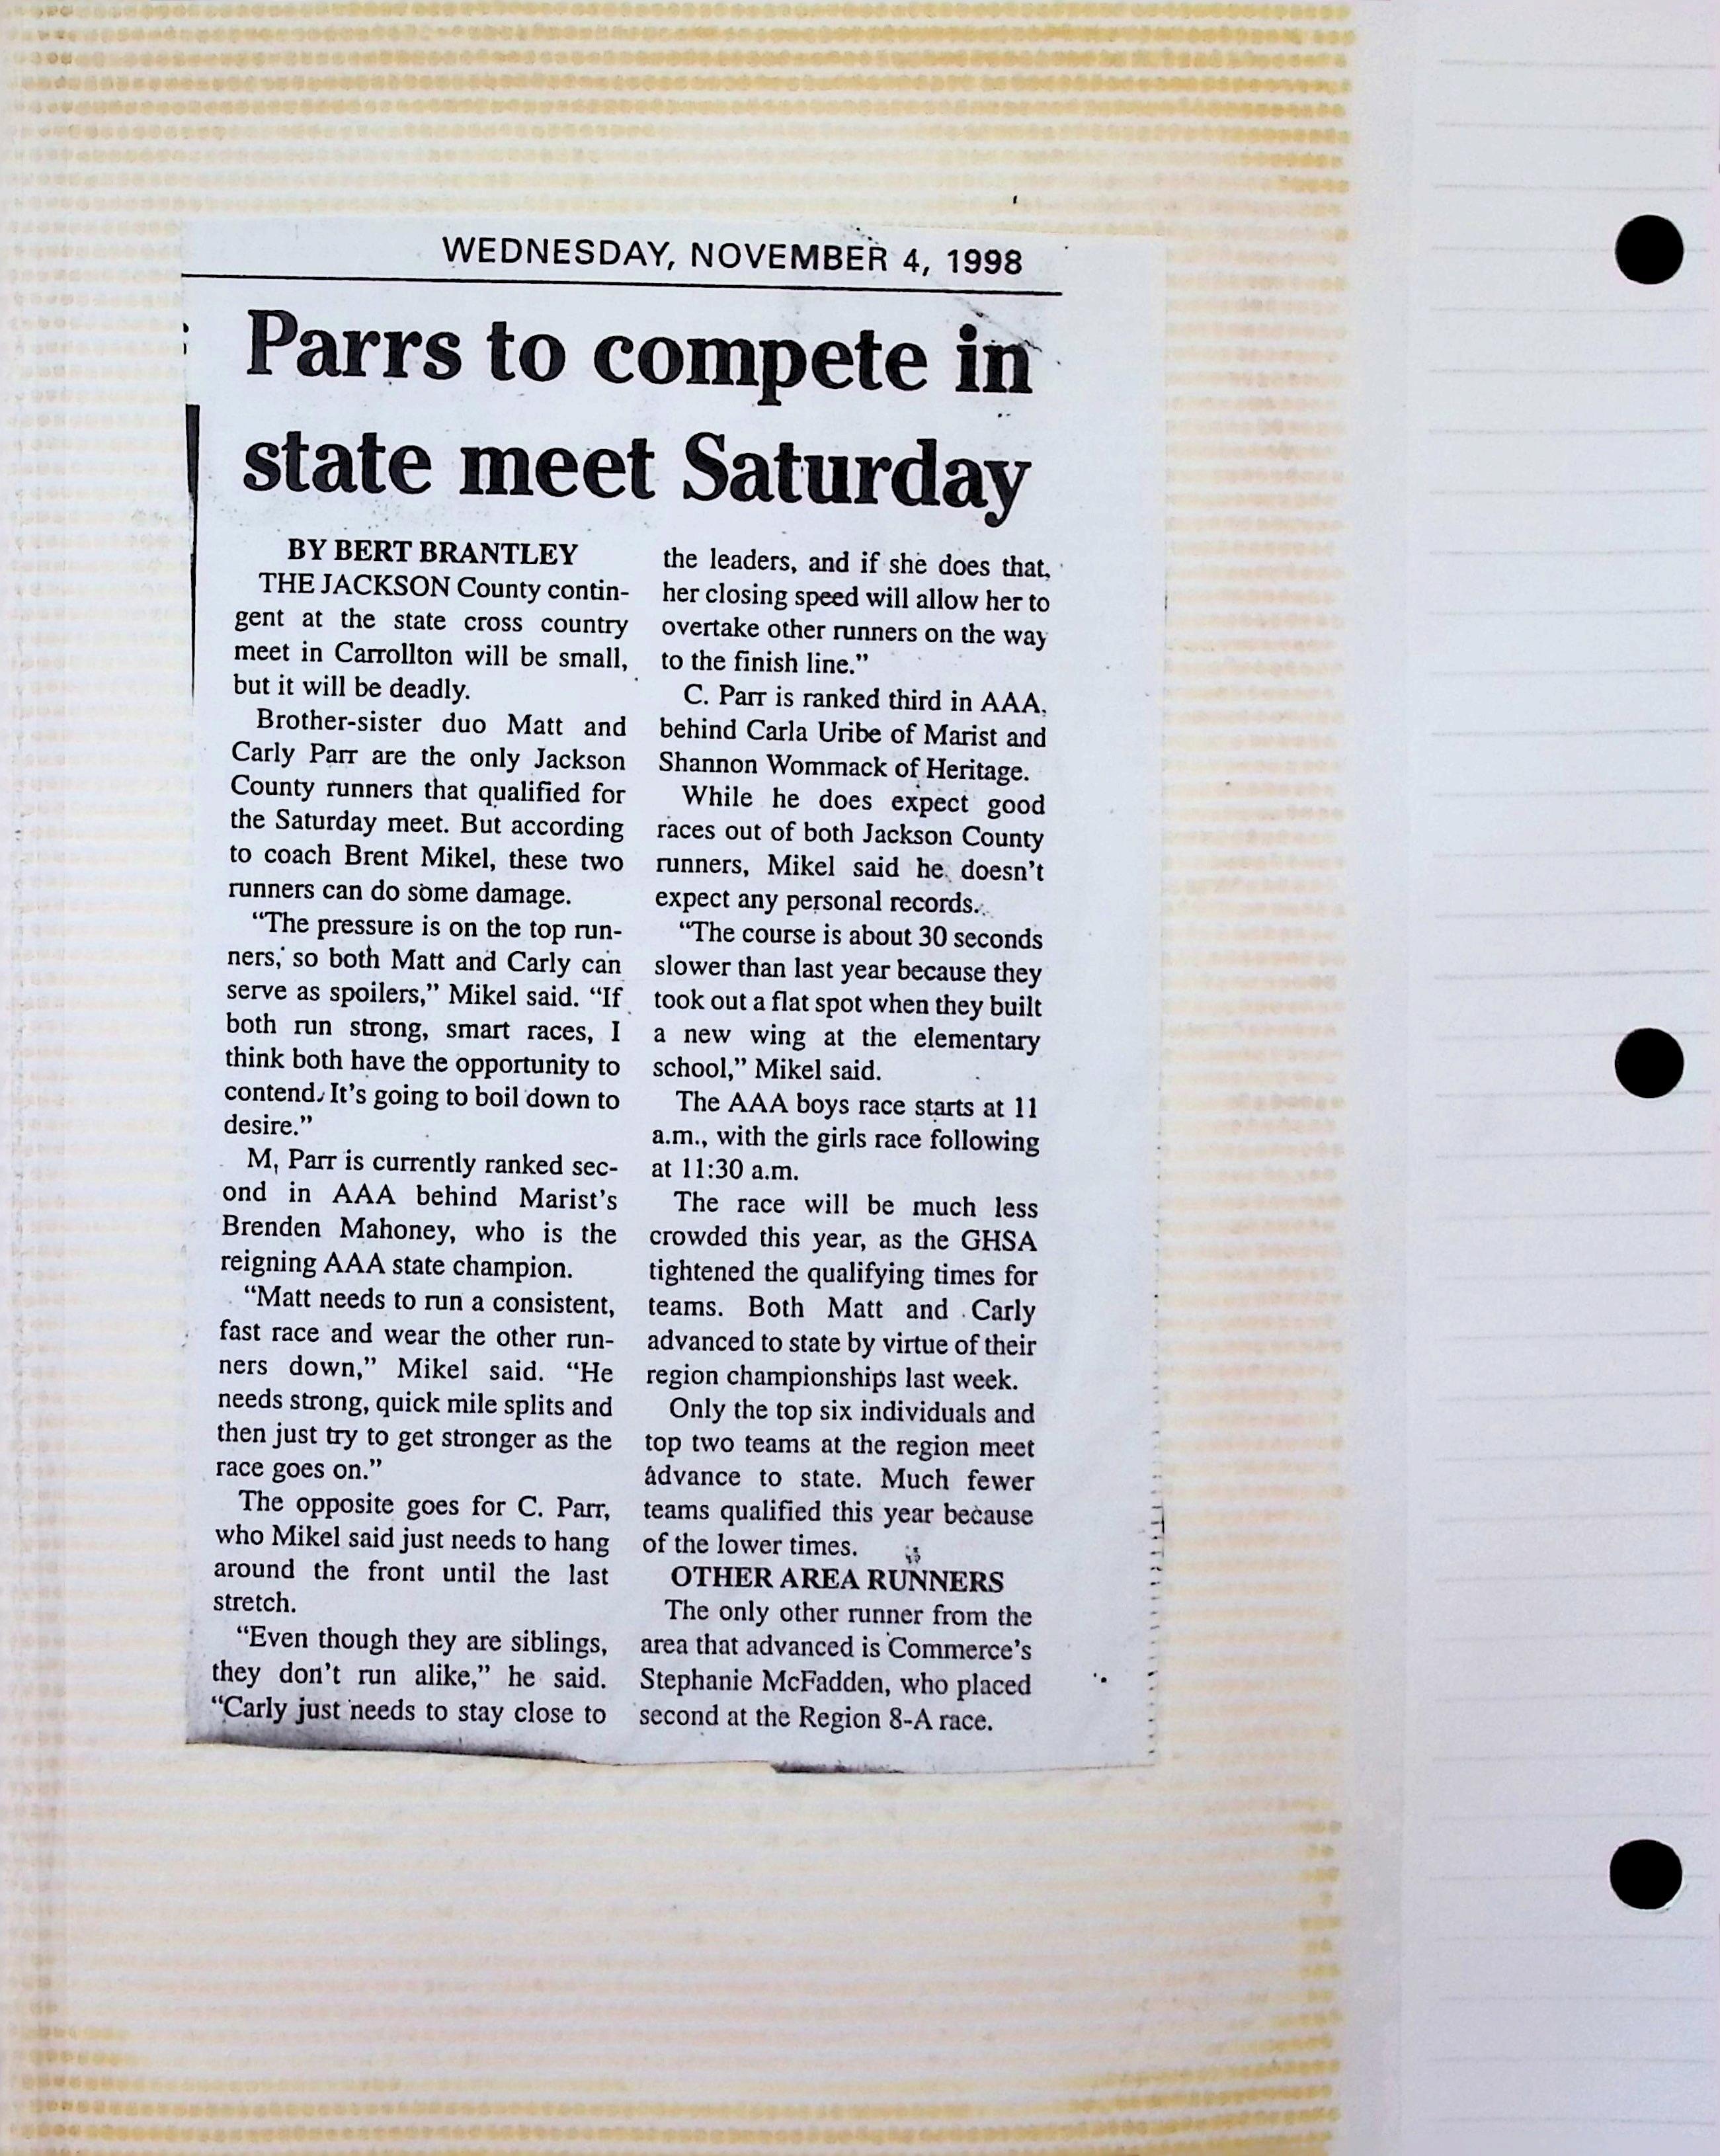 WEDNESDAY, NOVEMBER 4, 1998
Parrs to compete in
state meet Saturday
BY BERT BRANTLEY
THE JACKSON County contin-
gent at the state cross country
meet in Carrollton will be small,
but it will be deadly.
Brother-sister duo Matt and
Carly Parr are the only Jackson
County runners that qualified for
the Saturday meet. But according
to coach Brent Mikel, these two
runners can do some damage.
“The pressure is on the top run-
ners, so both Matt and Carly can
serve as spoilers,” Mikel said. “If
both run strong, smart races, I
think both have the opportunity to
contend. It’s going to boil down to
desire.”
M, Parr is currently ranked sec-
ond in AAA behind Marist’s
Brenden Mahoney, who is the
reigning AAA state champion.
“Matt needs to run a consistent,
fast race and wear the other run-
ners down,” Mikel said. “He
needs strong, quick mile splits and
then just try to get stronger as the
race goes on.”
The opposite goes for C. Parr,
who Mikel said just needs to hang
around the front until the last
stretch.
“Even though they are siblings,
they don’t run alike,” he said.
“Carly just needs to stay close to
the leaders, and if she does that,
her closing speed will allow her to
overtake other runners on the way
to the finish line.”
C. Parr is ranked third in AAA,
behind Carla Uribe of Marist and
Shannon Wommack of Heritage.
While he does expect good
races out of both Jackson County
runners, Mikel said he doesn’t
expect any personal records.
“The course is about 30 seconds
slower than last year because they
took out a flat spot when they built
a new wing at the elementary
school,” Mikel said.
The AAA boys race starts at 11
a.m., with the girls race following
at 11:30 a.m.
The race will be much less
crowded this year, as the GHSA
tightened the qualifying times for
teams. Both Matt and Carly
advanced to state by virtue of their
region championships last week.
Only the top six individuals and
top two teams at the region meet
advance to state. Much fewer
teams qualified this year because
of the lower times.
OTHER AREA RUNNERS
The only other runner from the
area that advanced is Commerce’s
Stephanie McFadden, who placed
second at the Region 8-A race.